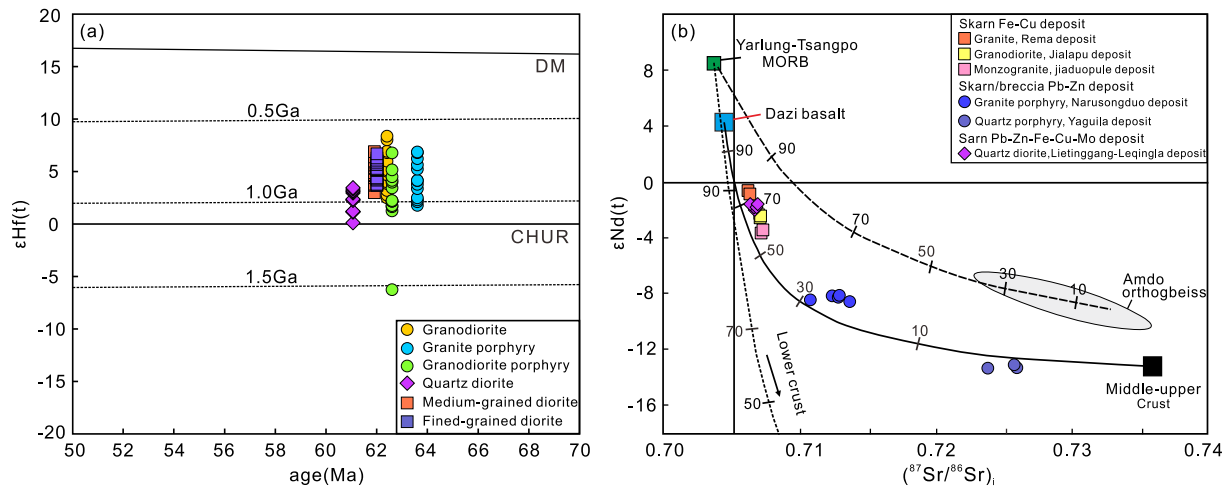 (a)
20
15
10
5
0
-5
-10
-15
-20
εHf(t)
DM
0.5Ga
1.0Ga
CHUR
1.5Ga
Granodiorite
Granite porphyry
Granodiorite porphyry
Quartz diorite
Medium-grained diorite
Fined-grained diorite
50 52 54 56 58 60 62 64 66 68 70
age(Ma)
(b)
8
4
0
-4
-8
-12
-16
εNd(t)
Yarlung-Tsangpo
MORB
Dazi basalt
Skarn Fe-Cu deposit
Granite, Rema deposit
Granodiorite, Jialapu deposit
Monzogranite, jiaduopule deposit
Skarn/breccia Pb-Zn deposit
Granite porphyry, Narusongduo deposit
Quartz porphyry, Yaguila deposit
Sarn Pb-Zn-Fe-Cu-Mo deposit
Quartz diorite,Lietinggang-Leqingla deposit
90
90
90
70
70
50
50
30
30
10
10
70
50
Amdo
orthogbeiss
Lower crust
Middle-upper
Crust
0.70 0.71 0.72 0.73 0.74
(⁸⁷Sr/⁸⁶Sr)ᵢ